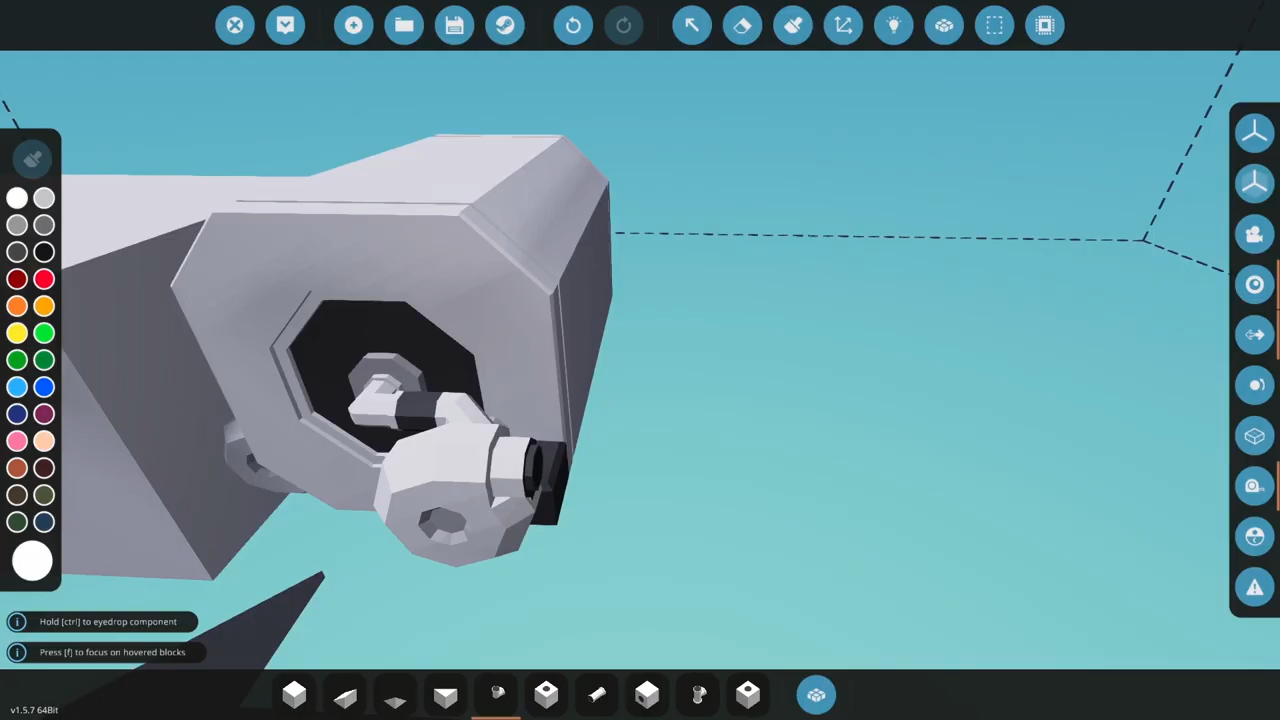 Hold [ctrl] to eyedrop component
Press [f] to focus on hovered blocks
v1.5.7 64Bit